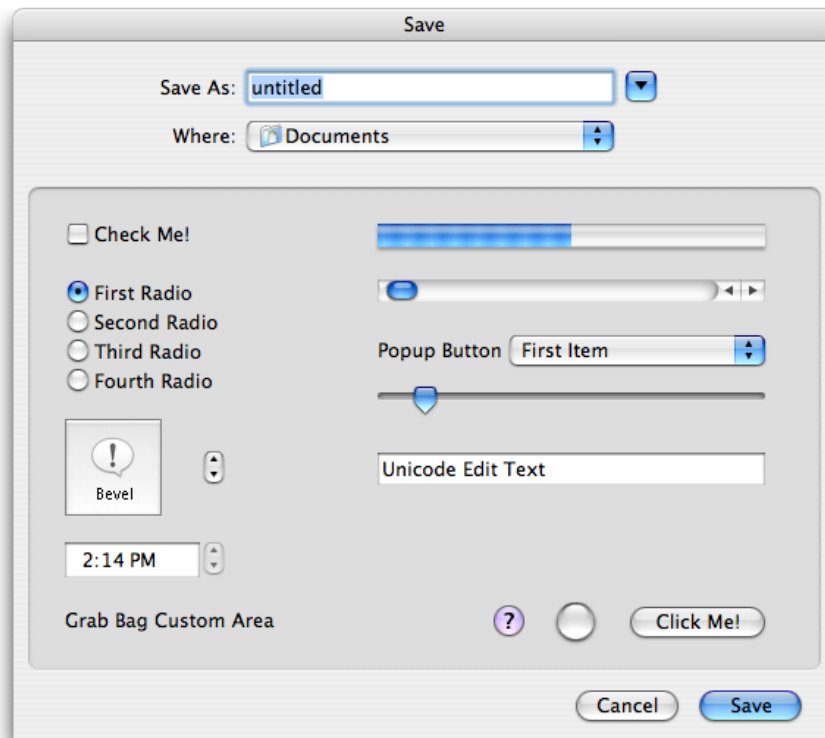 Save
Save As: untitled
Where: Documents
Check Me!
First Radio
Second Radio
Third Radio
Fourth Radio
Popup Button First Item
!
Bevel
Unicode Edit Text
2:14 PM
Grab Bag Custom Area ? Click Me!
Cancel Save